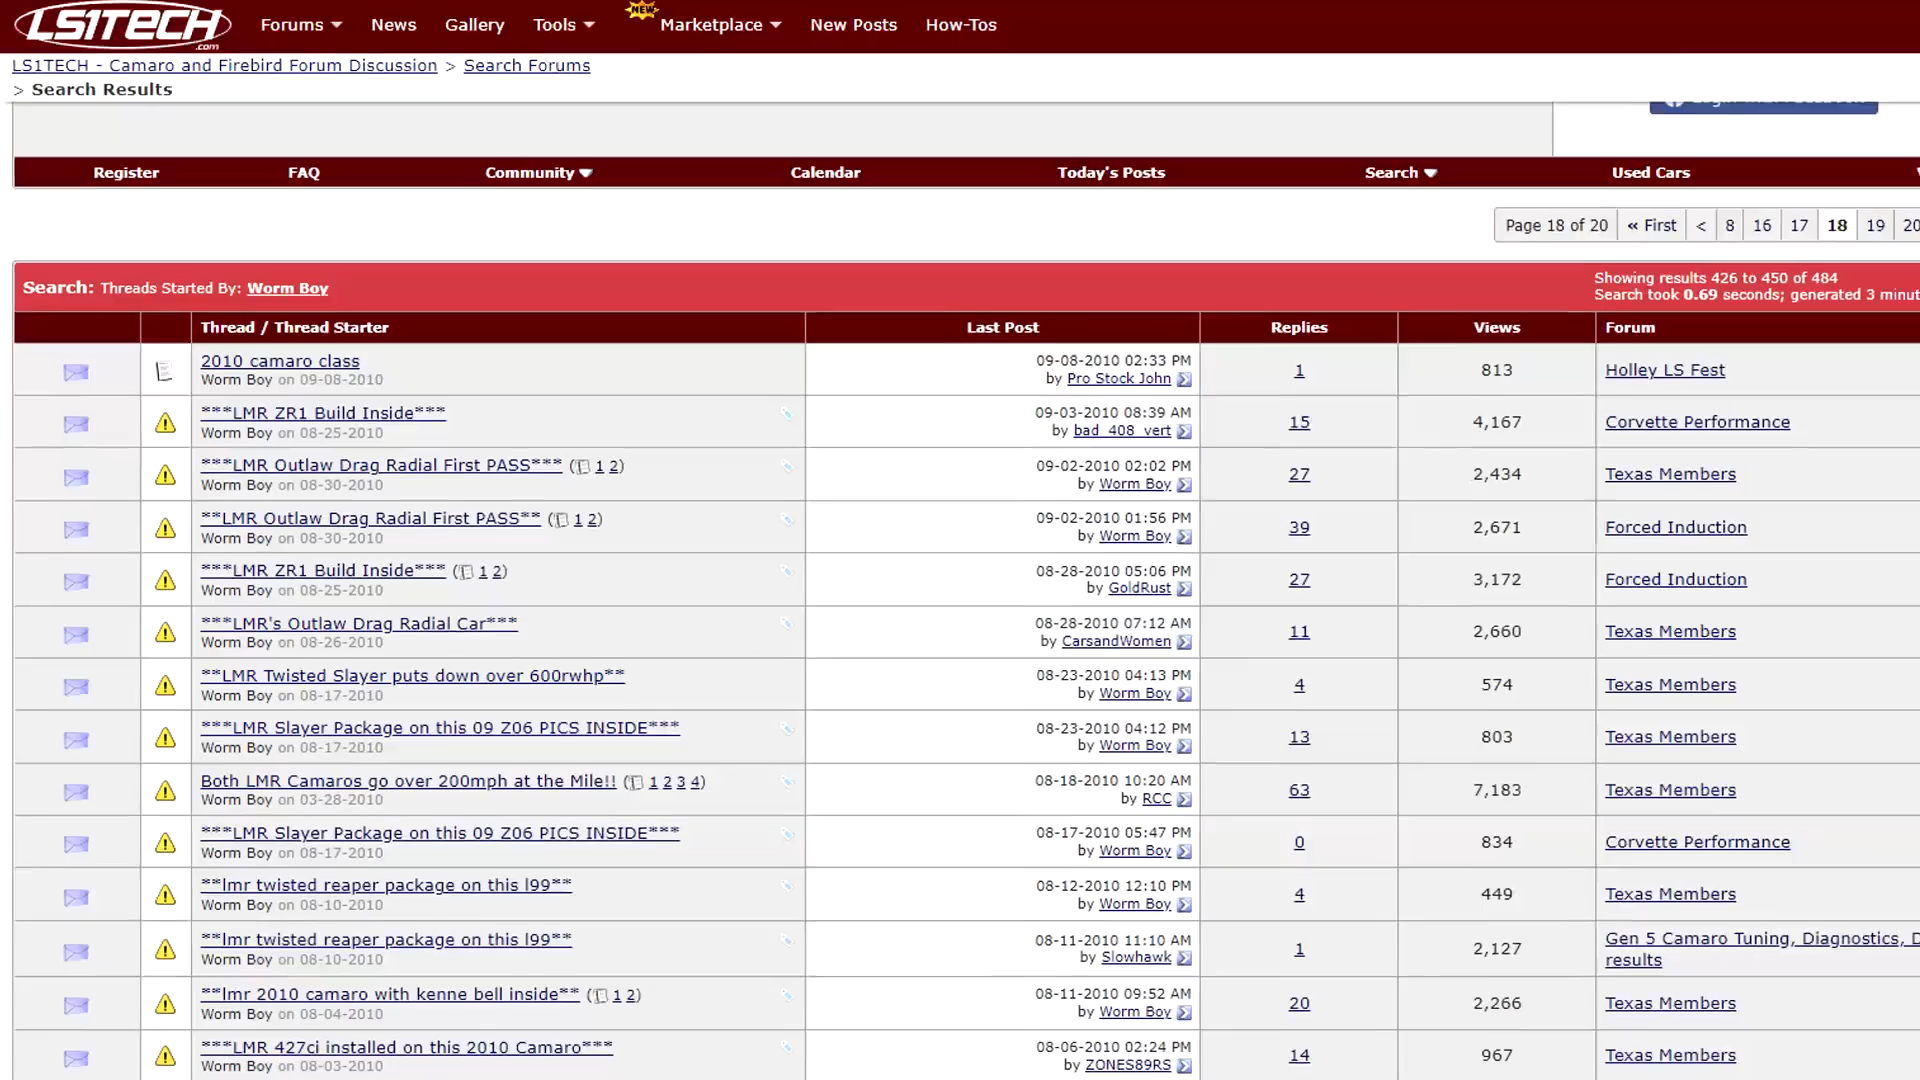 LS1TECH.com
Forums News Gallery Tools NEW Marketplace New Posts How-Tos
LS1TECH - Camaro and Firebird Forum Discussion > Search Forums
> Search Results
Register FAQ Community Calendar Today's Posts Search Used Cars
Page 18 of 20 « First < 8 16 17 18 19 20
Search: Threads Started By: Worm Boy
Showing results 426 to 450 of 484
Search took 0.69 seconds; generated 3 minut
Thread / Thread Starter Last Post Replies Views Forum
2010 camaro class
Worm Boy on 09-08-2010
09-08-2010 02:33 PM
by Pro Stock John
1 813 Holley LS Fest
***LMR ZR1 Build Inside***
Worm Boy on 08-25-2010
09-03-2010 08:39 AM
by bad_408_vert
15 4,167 Corvette Performance
***LMR Outlaw Drag Radial First PASS*** ( 1 2)
Worm Boy on 08-30-2010
09-02-2010 02:02 PM
by Worm Boy
27 2,434 Texas Members
**LMR Outlaw Drag Radial First PASS** ( 1 2)
Worm Boy on 08-30-2010
09-02-2010 01:56 PM
by Worm Boy
39 2,671 Forced Induction
***LMR ZR1 Build Inside*** ( 1 2)
Worm Boy on 08-25-2010
08-28-2010 05:06 PM
by GoldRust
27 3,172 Forced Induction
***LMR's Outlaw Drag Radial Car***
Worm Boy on 08-26-2010
08-28-2010 07:12 AM
by CarsandWomen
11 2,660 Texas Members
**LMR Twisted Slayer puts down over 600rwhp**
Worm Boy on 08-17-2010
08-23-2010 04:13 PM
by Worm Boy
4 574 Texas Members
***LMR Slayer Package on this 09 Z06 PICS INSIDE***
Worm Boy on 08-17-2010
08-23-2010 04:12 PM
by Worm Boy
13 803 Texas Members
Both LMR Camaros go over 200mph at the Mile!! ( 1 2 3 4)
Worm Boy on 03-28-2010
08-18-2010 10:20 AM
by RCC
63 7,183 Texas Members
***LMR Slayer Package on this 09 Z06 PICS INSIDE***
Worm Boy on 08-17-2010
08-17-2010 05:47 PM
by Worm Boy
0 834 Corvette Performance
**lmr twisted reaper package on this l99**
Worm Boy on 08-10-2010
08-12-2010 12:10 PM
by Worm Boy
4 449 Texas Members
**lmr twisted reaper package on this l99**
Worm Boy on 08-10-2010
08-11-2010 11:10 AM
by Slowhawk
1 2,127 Gen 5 Camaro Tuning, Diagnostics, D
results
**lmr 2010 camaro with kenne bell inside** ( 1 2)
Worm Boy on 08-04-2010
08-11-2010 09:52 AM
by Worm Boy
20 2,266 Texas Members
***LMR 427ci installed on this 2010 Camaro***
Worm Boy on 08-03-2010
08-06-2010 02:24 PM
by ZONES89RS
14 967 Texas Members